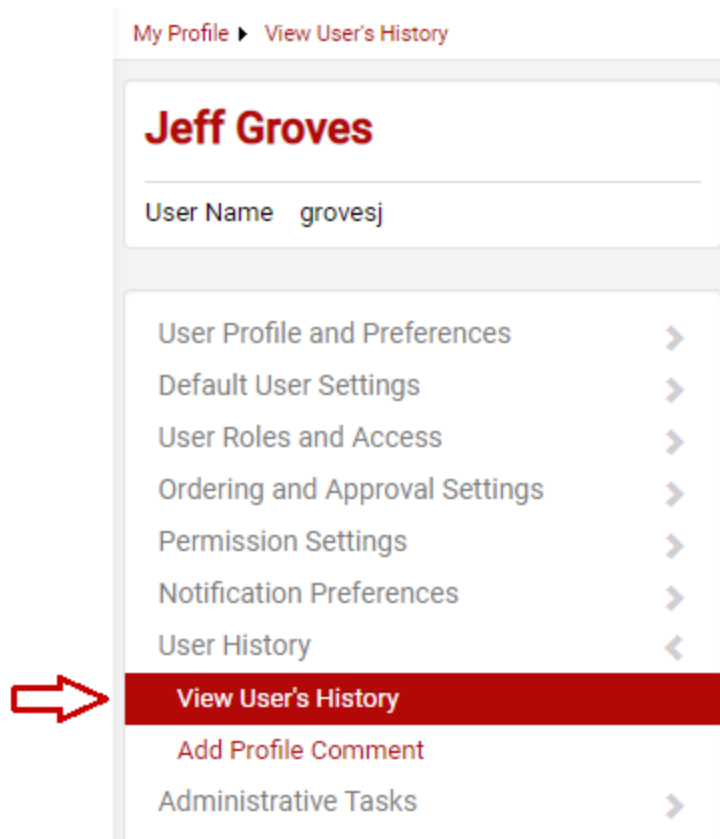 My Profile View User's History
Jeff Groves
User Name grovesj
User Profile and Preferences
Default User Settings
User Roles and Access
Ordering and Approval Settings
Permission Settings
Notification Preferences
User History
View User's History
Add Profile Comment
Administrative Tasks